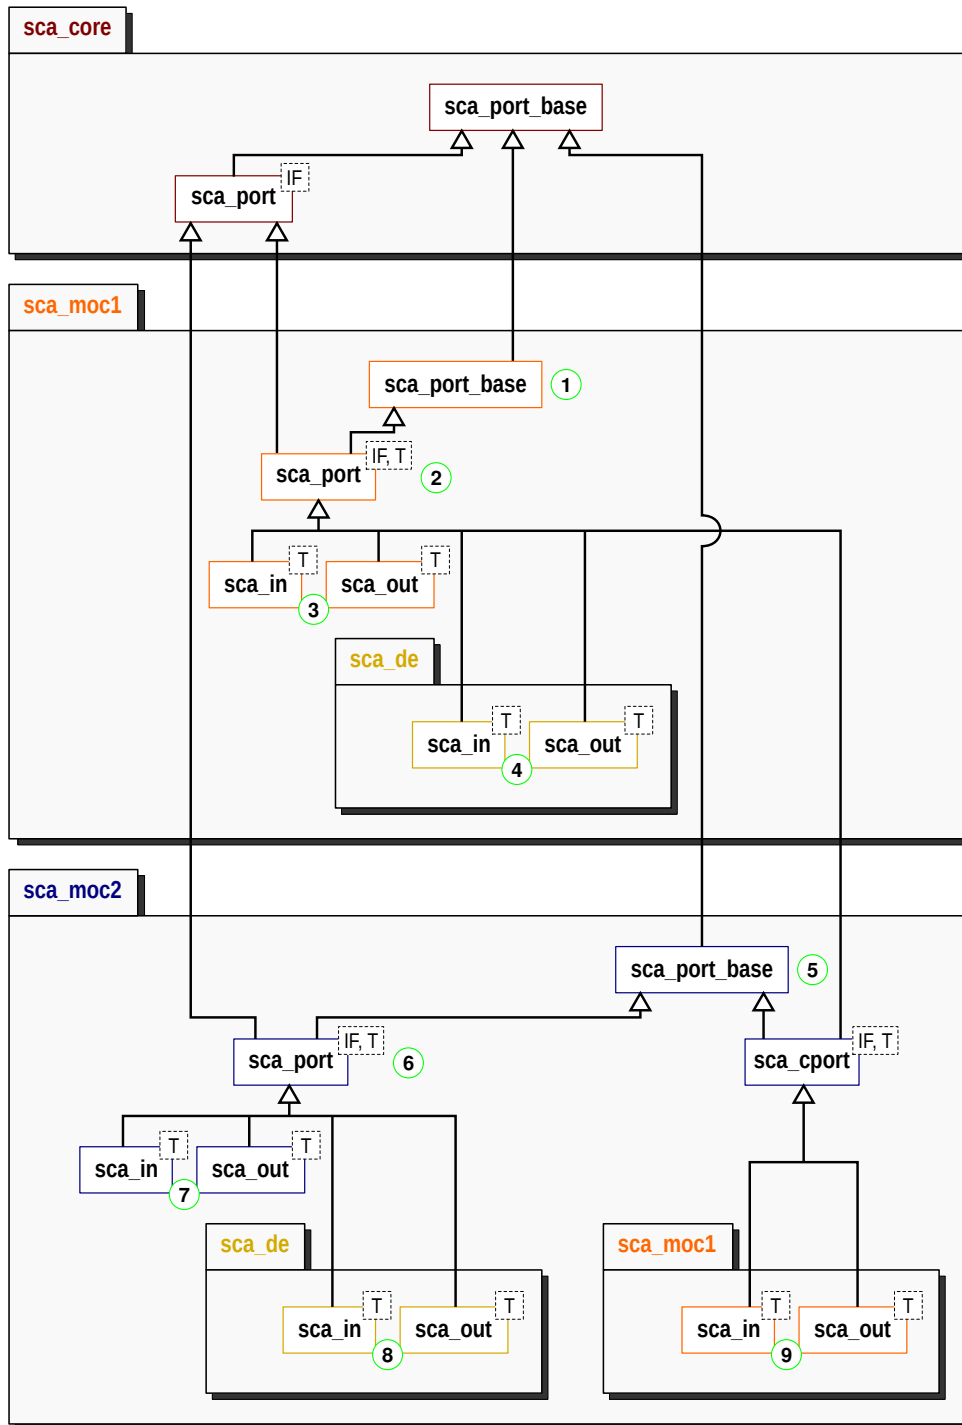 sca_core
sca_port_base
IF
sca_port
sca_moc1
sca_port_base
1
IF, T
sca_port
2
T
T
sca_in
sca_out
3
sca_de
T
T
sca_in
sca_out
4
sca_moc2
sca_port_base
5
IF, T
IF, T
sca_port
6
sca_cport
T
T
sca_in
sca_out
7
sca_de
sca_moc1
T
T
T
T
sca_in
sca_out
sca_in
sca_out
8
9